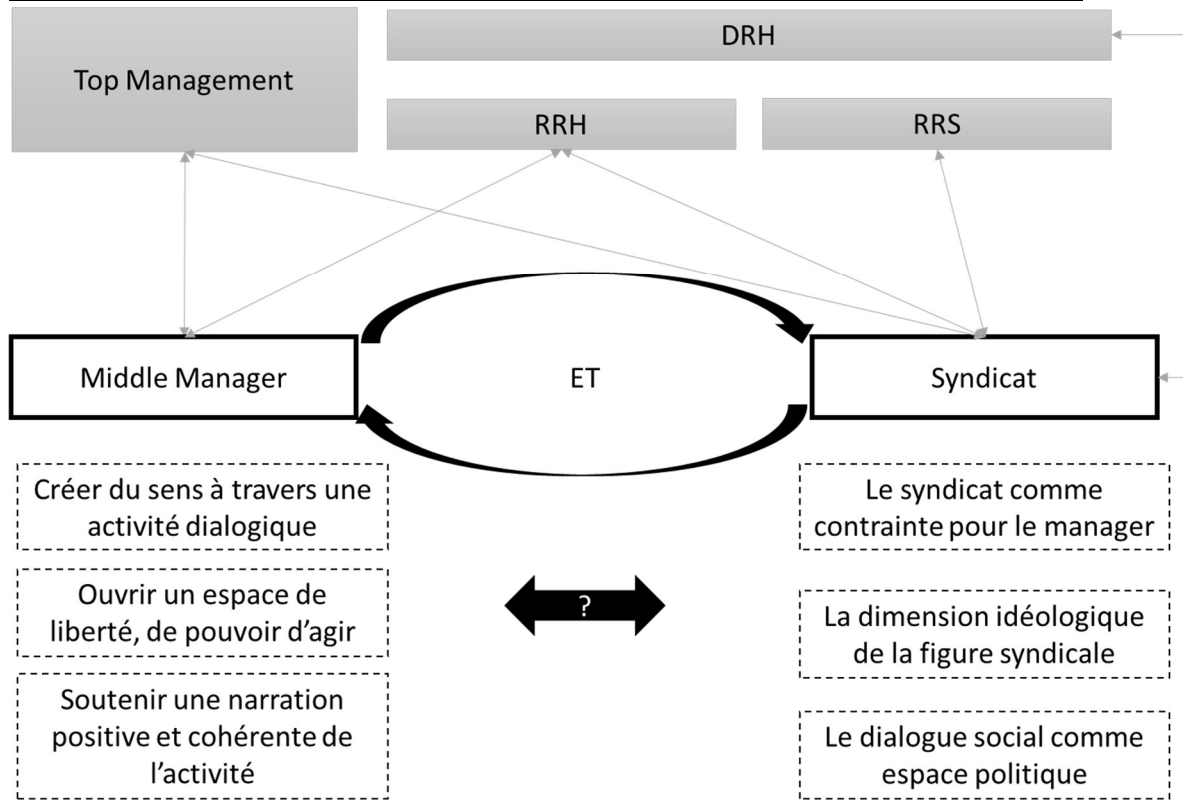 Top Management
DRH
RRH
RRS
Middle Manager
ET
Syndicat
Créer du sens à travers une
activité dialogique
Ouvrir un espace de
liberté, de pouvoir d'agir
Soutenir une narration
positive et cohérente de
l'activité
?
Le syndicat comme
contrainte pour le manager
La dimension idéologique
de la figure syndicale
Le dialogue social comme
espace politique